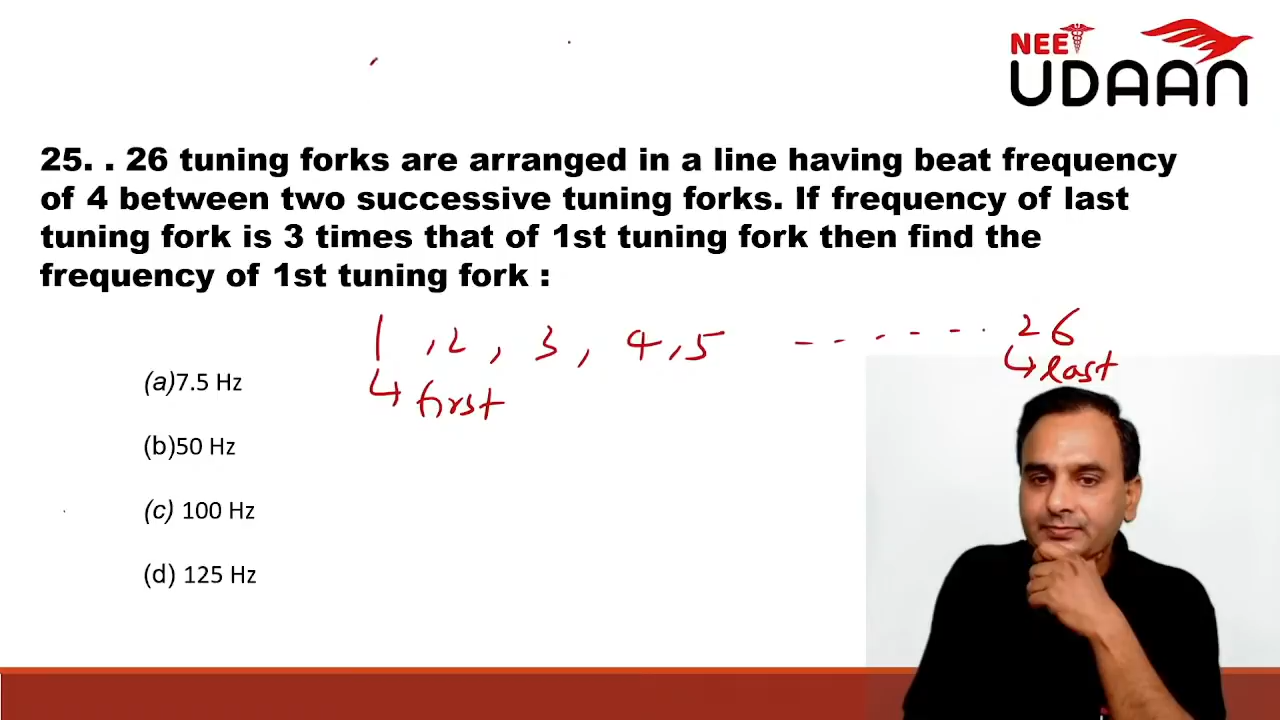 NEET
UDAAN
25. . 26 tuning forks are arranged in a line having beat frequency
of 4 between two successive tuning forks. If frequency of last
tuning fork is 3 times that of 1st tuning fork then find the
frequency of 1st tuning fork :
1 , 2 , 3 , 4 , 5 - - - - - - 26
↳ first
↳ last
(a)7.5 Hz
(b)50 Hz
(c) 100 Hz
(d) 125 Hz